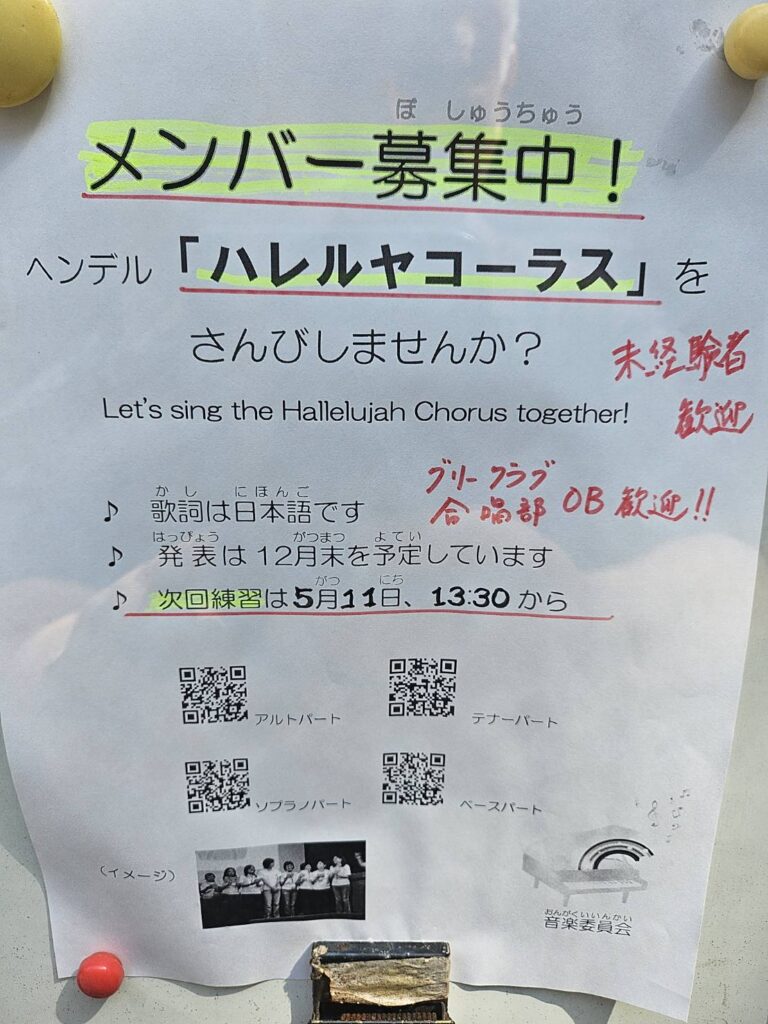 ぼしゅうちゅう
メンバー募集中！
ヘンデル「ハレルヤコーラス」を
さんびしませんか？
未経験者
歓迎
Let's sing the Hallelujah Chorus together!
グリークラブ
合唱部 OB 歓迎!!
かし にほんご
♪ 歌詞は日本語です
はっぴょう がつまつ よてい
♪ 発表は12月末を予定しています
がつ にち
♪ 次回練習は5月11日、13:30から
アルトパート
テナーパート
ソプラノパート
ベースパート
（イメージ）
おんがくいいんかい
音楽委員会